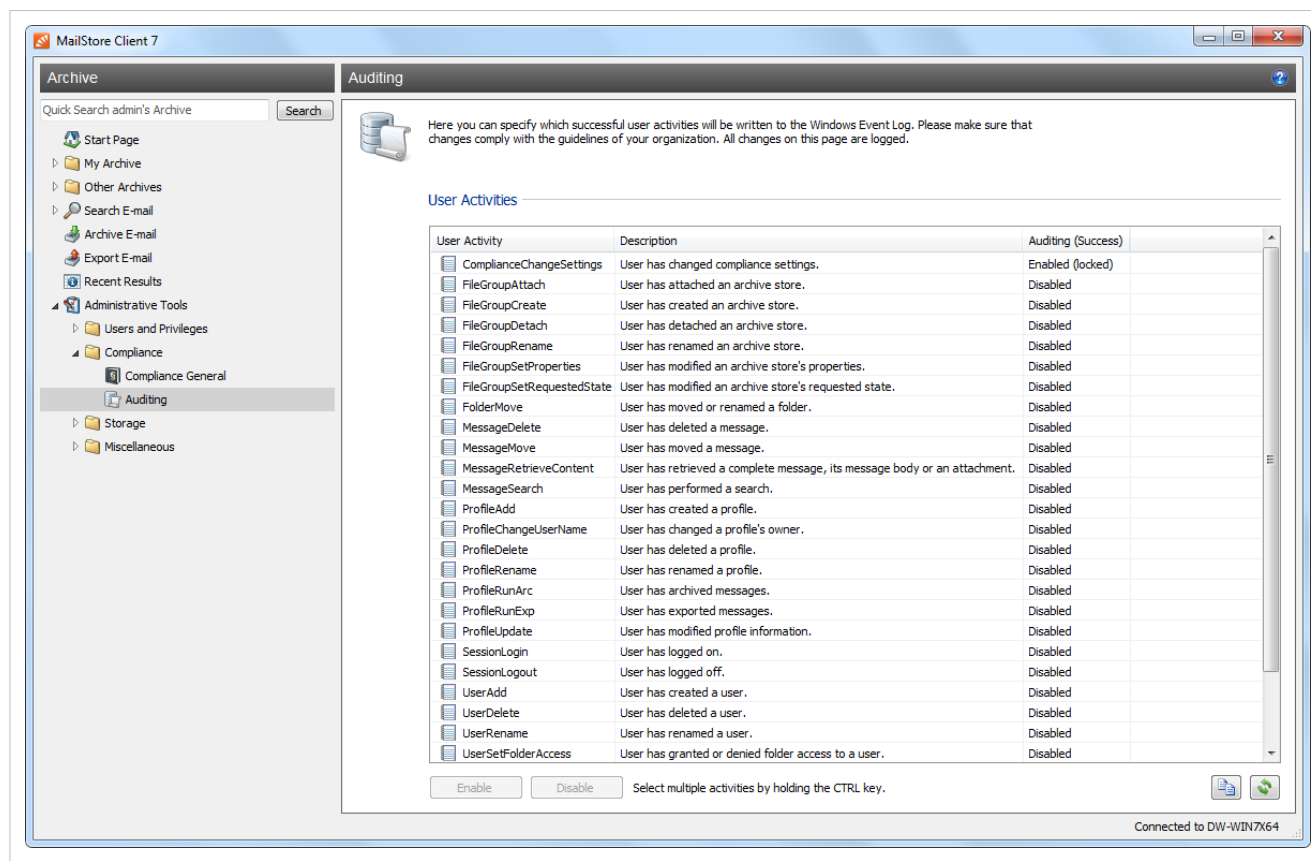 MailStore Client 7
Archive
Auditing
Quick Search admin's Archive
Search
Start Page
My Archive
Other Archives
Search E-mail
Archive E-mail
Export E-mail
Recent Results
Administrative Tools
Users and Privileges
Compliance
Compliance General
Auditing
Storage
Miscellaneous
Here you can specify which successful user activities will be written to the Windows Event Log. Please make sure that
changes comply with the guidelines of your organization. All changes on this page are logged.
User Activities
User Activity Description Auditing (Success)
ComplianceChangeSettings User has changed compliance settings. Enabled (locked)
FileGroupAttach User has attached an archive store. Disabled
FileGroupCreate User has created an archive store. Disabled
FileGroupDetach User has detached an archive store. Disabled
FileGroupRename User has renamed an archive store. Disabled
FileGroupSetProperties User has modified an archive store's properties. Disabled
FileGroupSetRequestedState User has modified an archive store's requested state. Disabled
FolderMove User has moved or renamed a folder. Disabled
MessageDelete User has deleted a message. Disabled
MessageMove User has moved a message. Disabled
MessageRetrieveContent User has retrieved a complete message, its message body or an attachment. Disabled
MessageSearch User has performed a search. Disabled
ProfileAdd User has created a profile. Disabled
ProfileChangeUserName User has changed a profile's owner. Disabled
ProfileDelete User has deleted a profile. Disabled
ProfileRename User has renamed a profile. Disabled
ProfileRunArc User has archived messages. Disabled
ProfileRunExp User has exported messages. Disabled
ProfileUpdate User has modified profile information. Disabled
SessionLogin User has logged on. Disabled
SessionLogout User has logged off. Disabled
UserAdd User has created a user. Disabled
UserDelete User has deleted a user. Disabled
UserRename User has renamed a user. Disabled
UserSetFolderAccess User has granted or denied folder access to a user. Disabled
Enable Disable Select multiple activities by holding the CTRL key.
Connected to DW-WIN7X64